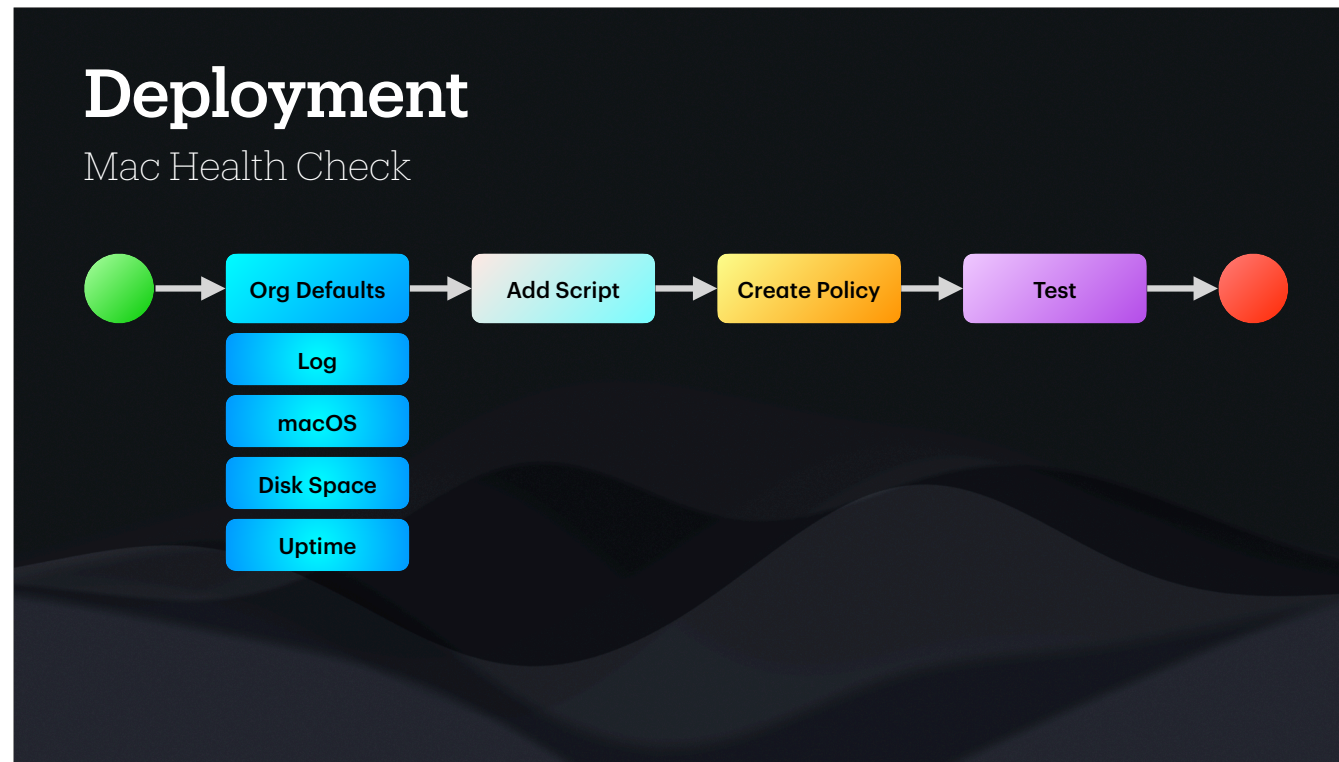 Deployment
Mac Health Check
Org Defaults
Add Script
Create Policy
Test
Log
macOS
Disk Space
Uptime